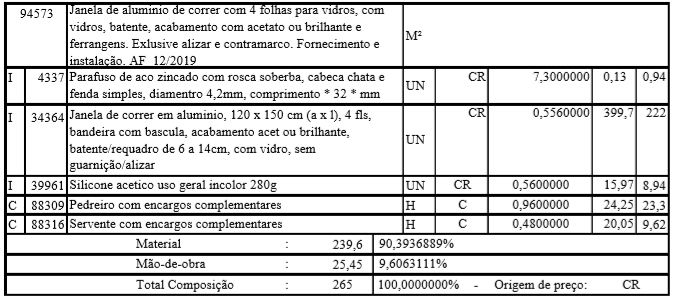 94573 Janela de aluminio de correr com 4 folhas para vidros, com
vidros, batente, acabamento com acetato ou brilhante e
ferrangens. Exlusive alizar e contramarco. Fornecimento e
instalação. AF_12/2019 M²
I 4337 Parafuso de aco zincado com rosca soberba, cabeca chata e
fenda simples, diamentro 4,2mm, comprimento * 32 * mm UN CR 7,3000000 0,13 0,94
I 34364 Janela de correr em aluminio, 120 x 150 cm (a x l), 4 fls,
bandeira com bascula, acabamento acet ou brilhante,
batente/requadro de 6 a 14cm, com vidro, sem
guarnição/alizar UN CR 0,5560000 399,7 222
I 39961 Silicone acetico uso geral incolor 280g UN CR 0,5600000 15,97 8,94
C 88309 Pedreiro com encargos complementares H C 0,9600000 24,25 23,3
C 88316 Servente com encargos complementares H C 0,4800000 20,05 9,62
Material : 239,6 90,3936889%
Mão-de-obra : 25,45 9,6063111%
Total Composição : 265 100,0000000% - Origem de preço: CR